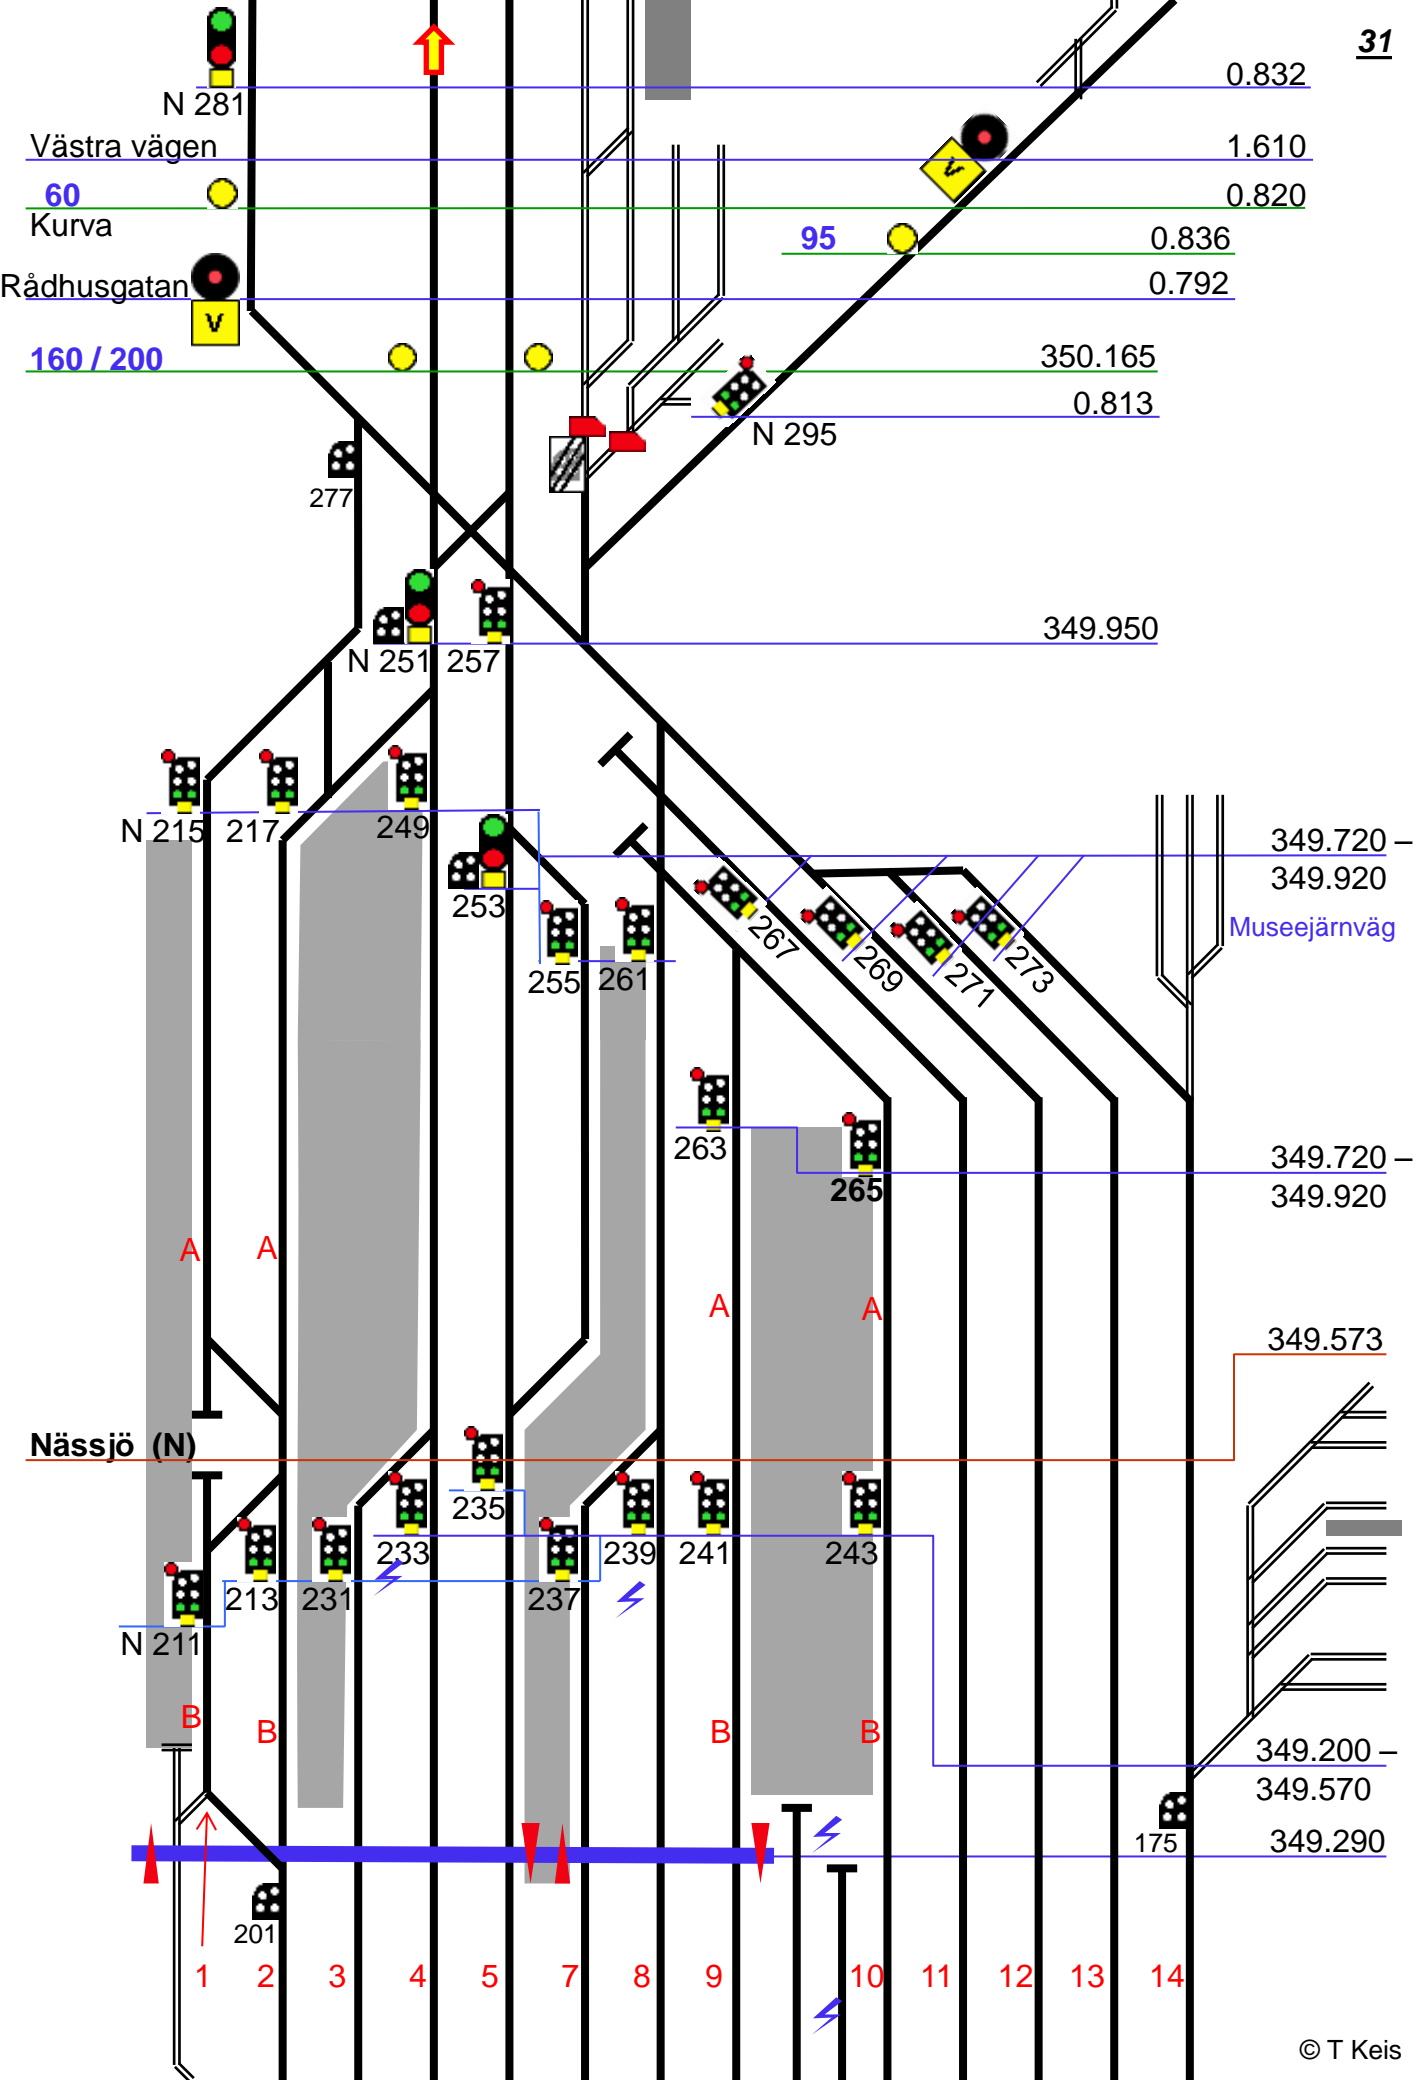 31
0.832
N 281
Västra vägen
1.610
60
0.820
Kurva
95
0.836
Rådhusgatan
0.792
V
V
160 / 200
350.165
0.813
N 295
277
349.950
N 251
257
N 215
217
249
349.720 –
349.920
253
267
269
271
273
Museejärnväg
255
261
263
349.720 –
349.920
265
A
A
A
A
349.573
Nässjö (N)
235
233
239
241
243
213
231
237
N 211
B
B
B
B
349.200 –
349.570
175
349.290
201
1
2
3
4
5
7
8
9
10
11
12
13
14
© T Keis